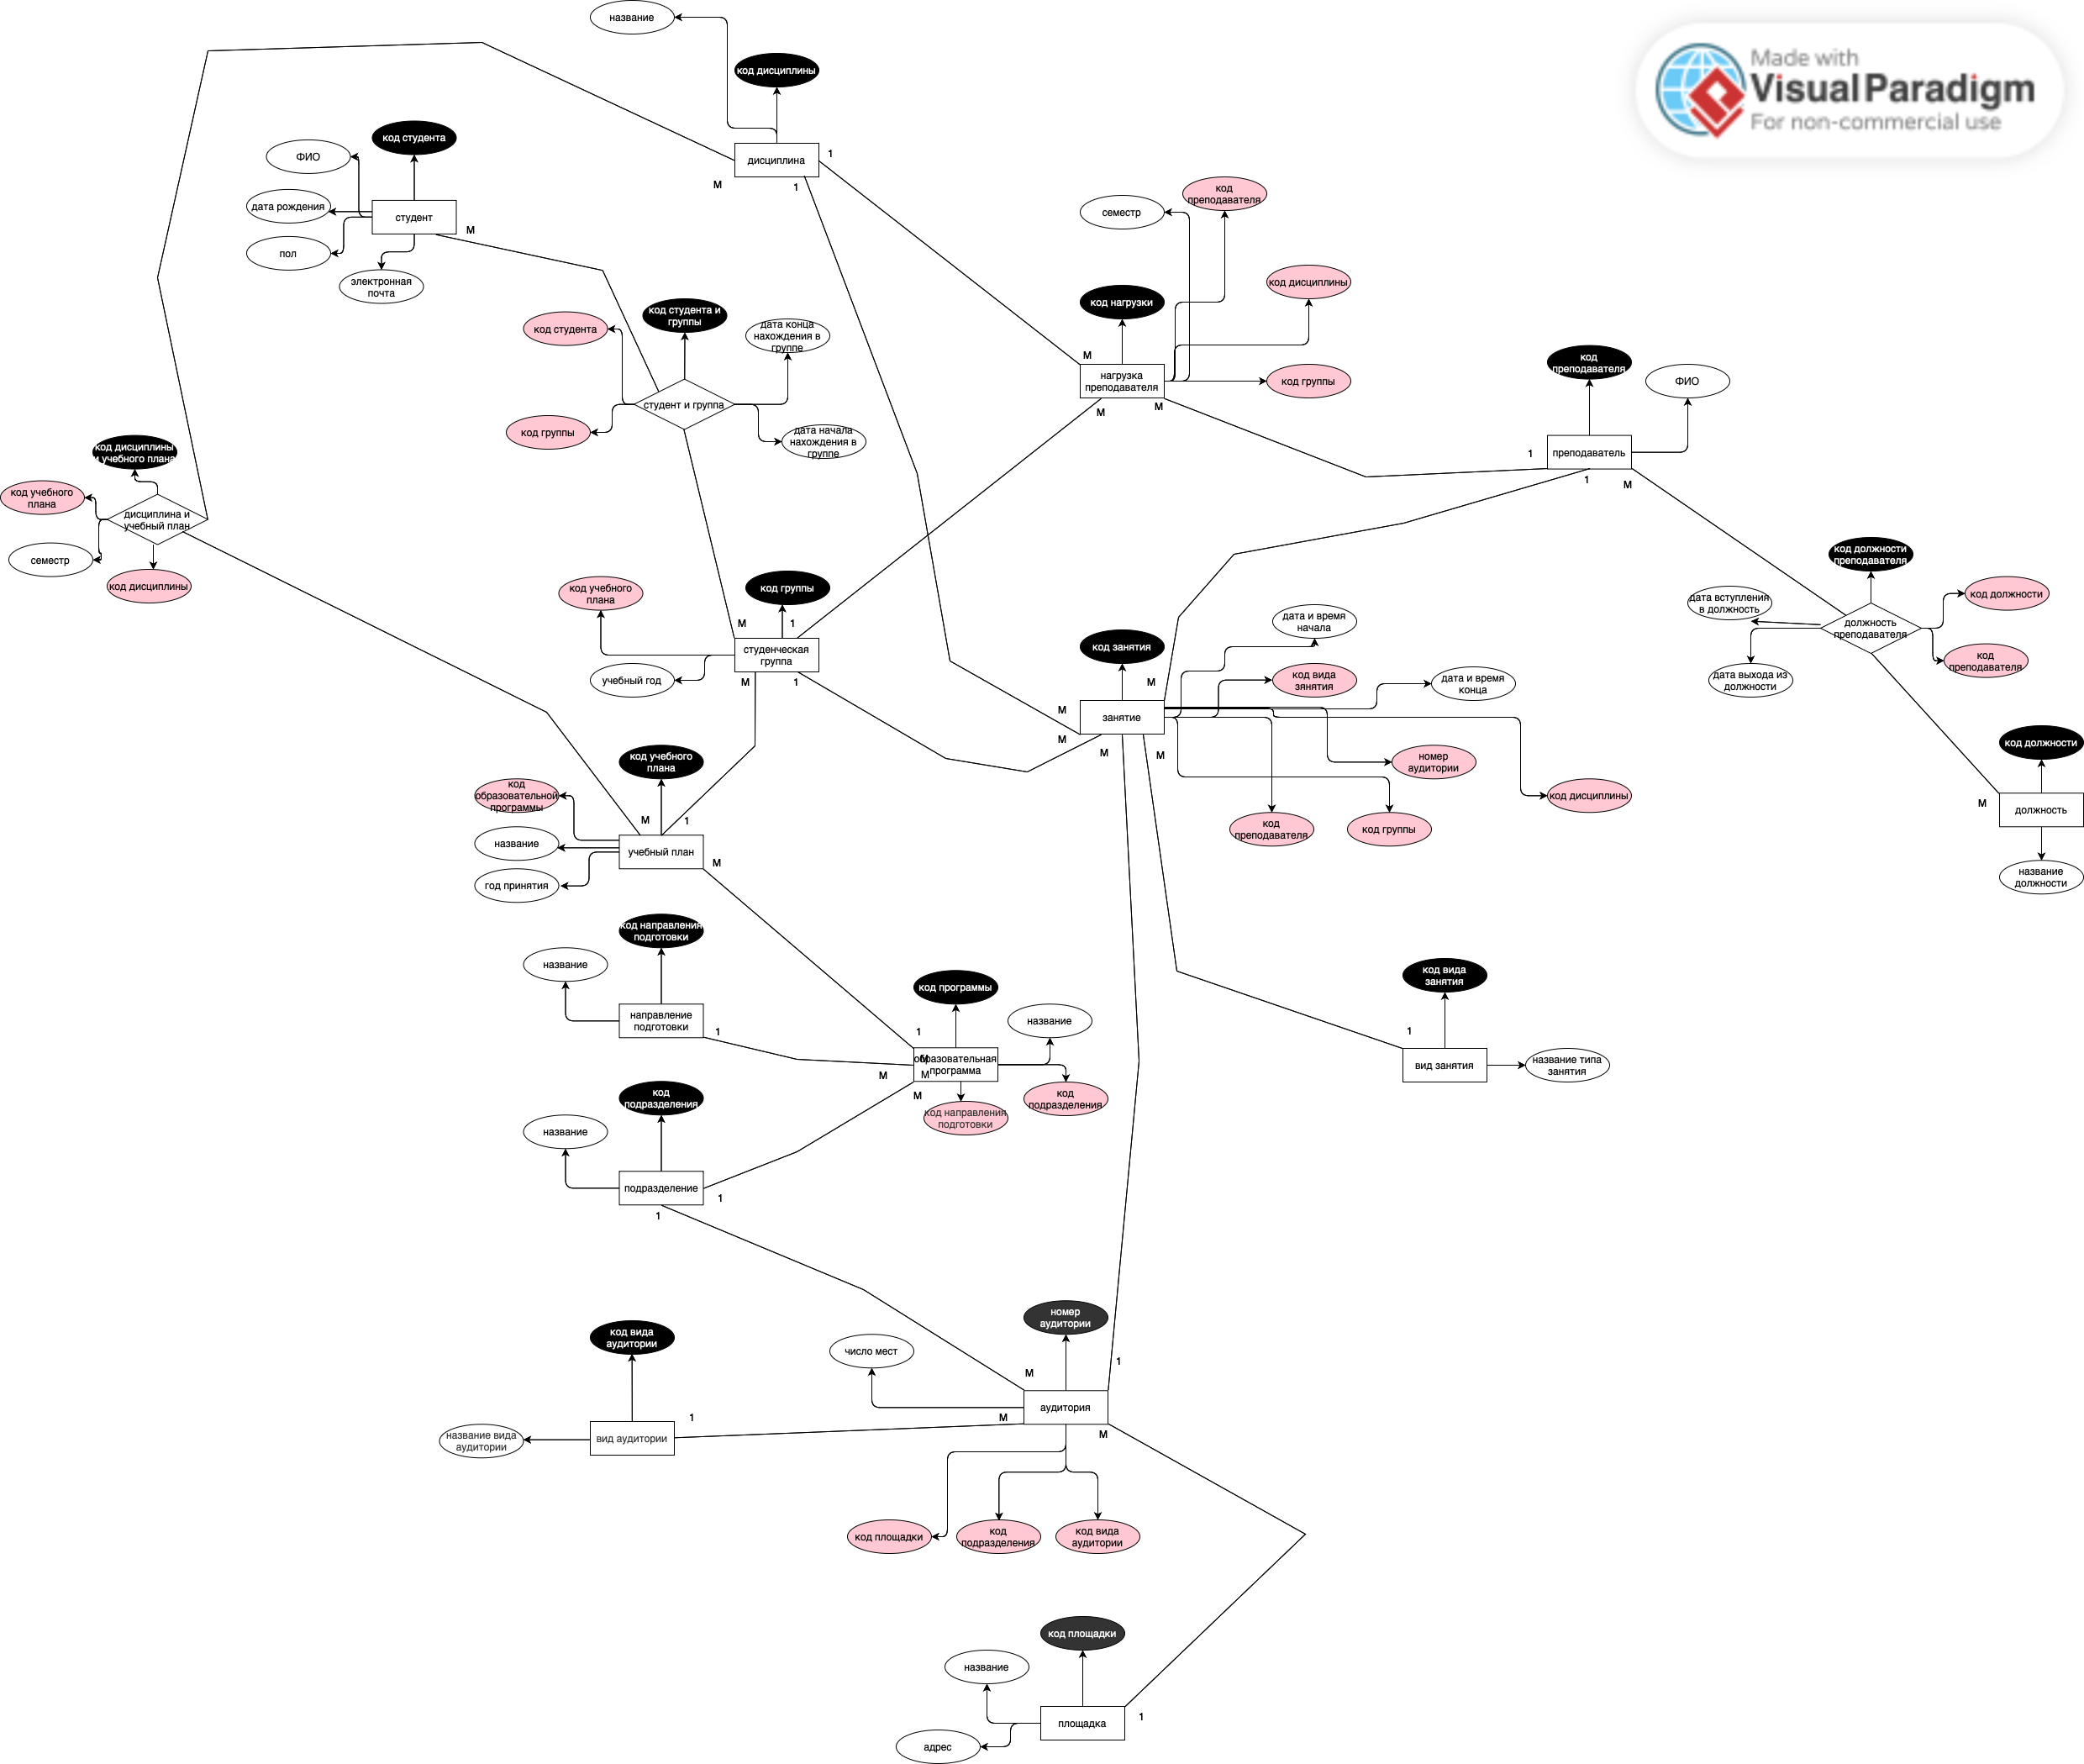 название
Made with
Visual Paradigm
For non-commercial use
код дисциплины
код студента
ФИО
дисциплина
1
M
1
дата рождения
студент
M
пол
электронная
почта
код
преподавателя
семестр
код дисциплины
код нагрузки
код студента и
группы
код студента
дата конца
нахождения в
группе
M
нагрузка
преподавателя
код группы
M
M
код
преподавателя
ФИО
студент и группа
код группы
дата начала
нахождения в
группе
1
преподаватель
1
M
код дисциплины
и учебного плана
код учебного
плана
дисциплина и
учебный план
семестр
код дисциплины
код должности
преподавателя
код учебного
плана
код группы
дата вступления
в должность
код должности
M
1
дата и время
начала
должность
преподавателя
студенческая
группа
код занятия
код
преподавателя
учебный год
M
1
M
код вида
зянятия
дата и время
конца
дата выхода из
должности
M
занятие
M
M
M
код должности
код учебного
плана
номер
аудитории
код
образовательной
программы
код дисциплины
M
должность
M
1
код
преподавателя
код группы
название
учебный план
M
год принятия
название
должности
код направления
подготовки
название
код программы
код вида
занятия
направление
подготовки
1
1
название
1
M
образовательная
программа
M
M
вид занятия
название типа
занятия
код
подразделения
M
код
подразделения
код направления
подготовки
название
подразделение
1
1
номер
аудитории
код вида
аудитории
число мест
1
M
аудитория
1
M
M
название вида
аудитории
вид аудитории
код площадки
код
подразделения
код вида
аудитории
код площадки
название
площадка
1
адрес